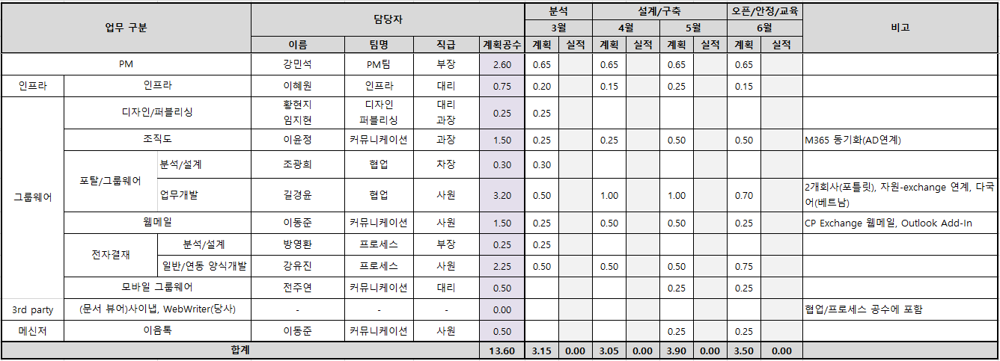 업무 구분 담당자 분석 설계/구축 오픈/안정/교육 비고
3월 4월 5월 6월
이름 팀명 직급 계획공수 계획 실적 계획 실적 계획 실적 계획 실적
PM 강민석 PM팀 부장 2.60 0.65 0.65 0.65 0.65
인프라 인프라 이혜원 인프라 대리 0.75 0.20 0.15 0.25 0.15
그룹웨어 디자인/퍼블리싱 황현지 디자인 대리 0.25 0.25
임지현 퍼블리싱 과장
조직도 이윤정 커뮤니케이션 과장 1.50 0.25 0.25 0.50 0.50 M365 동기화(AD연계)
포탈/그룹웨어 분석/설계 조광희 협업 차장 0.30 0.30
업무개발 길경윤 협업 사원 3.20 0.50 1.00 1.00 0.70 2개회사(포틀릿), 자원-exchange 연계, 다국
어(베트남)
웹메일 이동준 커뮤니케이션 사원 1.50 0.25 0.50 0.50 0.25 CP Exchange 웹메일, Outlook Add-In
전자결재 분석/설계 방영환 프로세스 부장 0.25 0.25
일반/연동 양식개발 강유진 프로세스 사원 2.25 0.50 0.50 0.50 0.75
모바일 그룹웨어 전주연 커뮤니케이션 대리 0.50 0.25 0.25
3rd party (문서 뷰어)사이냅, WebWriter(당사) - - - 0.00 협업/프로세스 공수에 포함
메신저 이음톡 이동준 커뮤니케이션 사원 0.50 0.25 0.25
합계 13.60 3.15 0.00 3.05 0.00 3.90 0.00 3.50 0.00